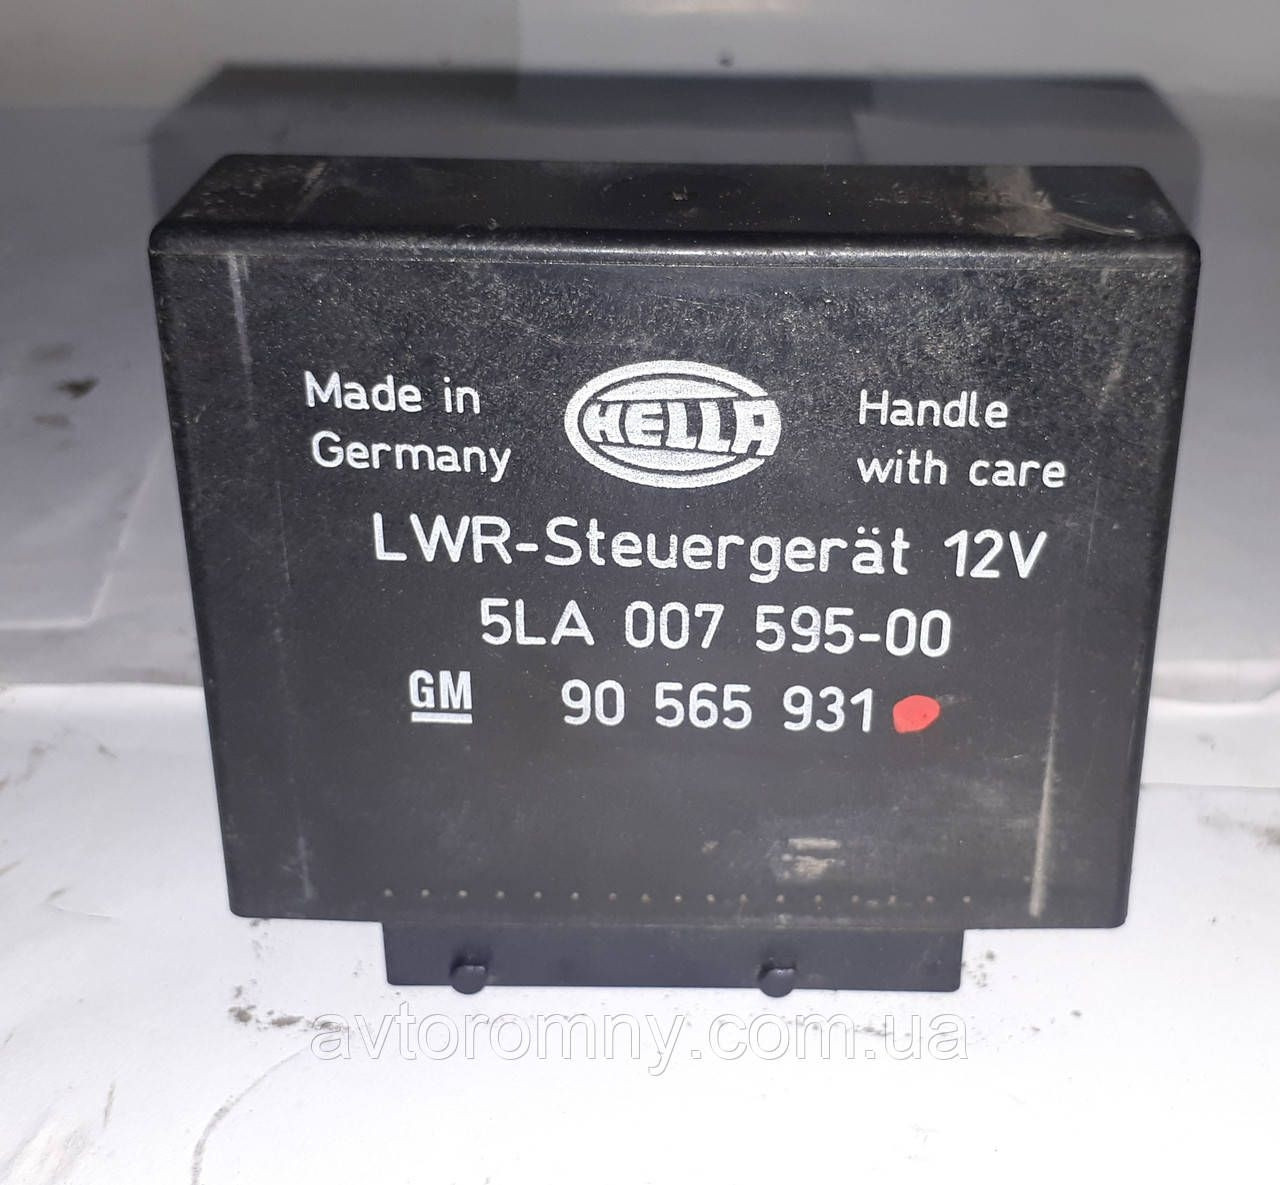 Made in
Germany
HELLA
Handle
with care
LWR-Steuergerät 12V
5LA 007 595-00
GM 90 565 931
avtoromny.com.ua